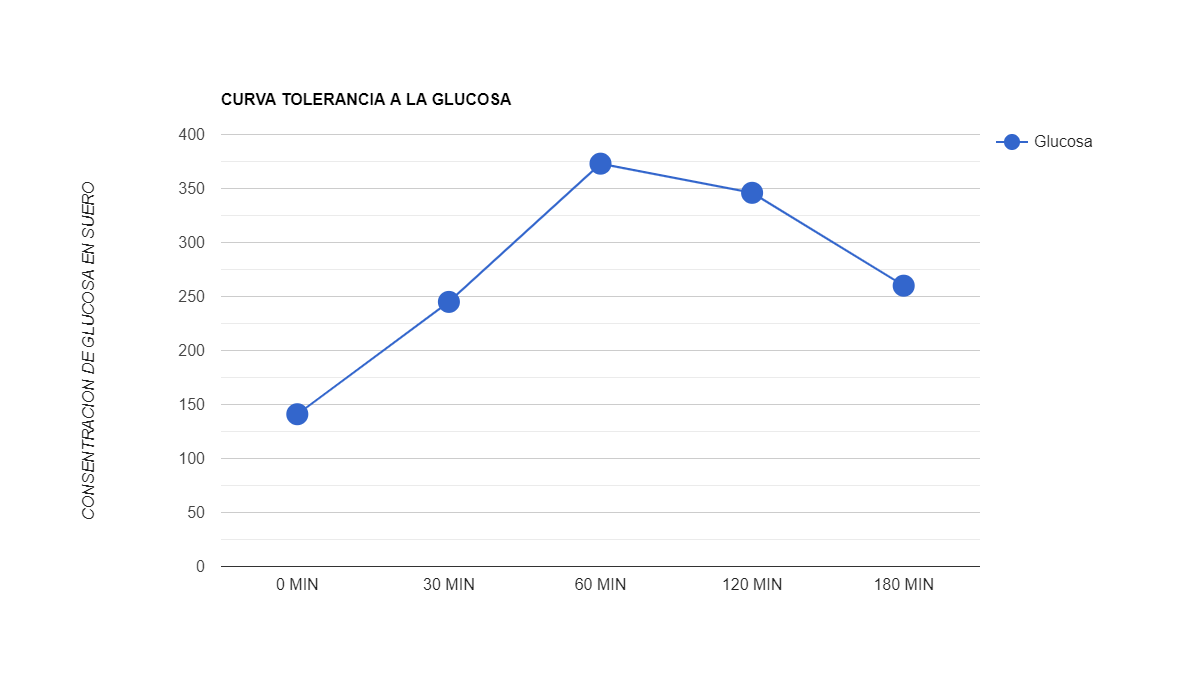 CURVA TOLERANCIA A LA GLUCOSA
Glucosa
CONSENTRACION DE GLUCOSA EN SUERO
400
350
300
250
200
150
100
50
0
0 MIN
30 MIN
60 MIN
120 MIN
180 MIN